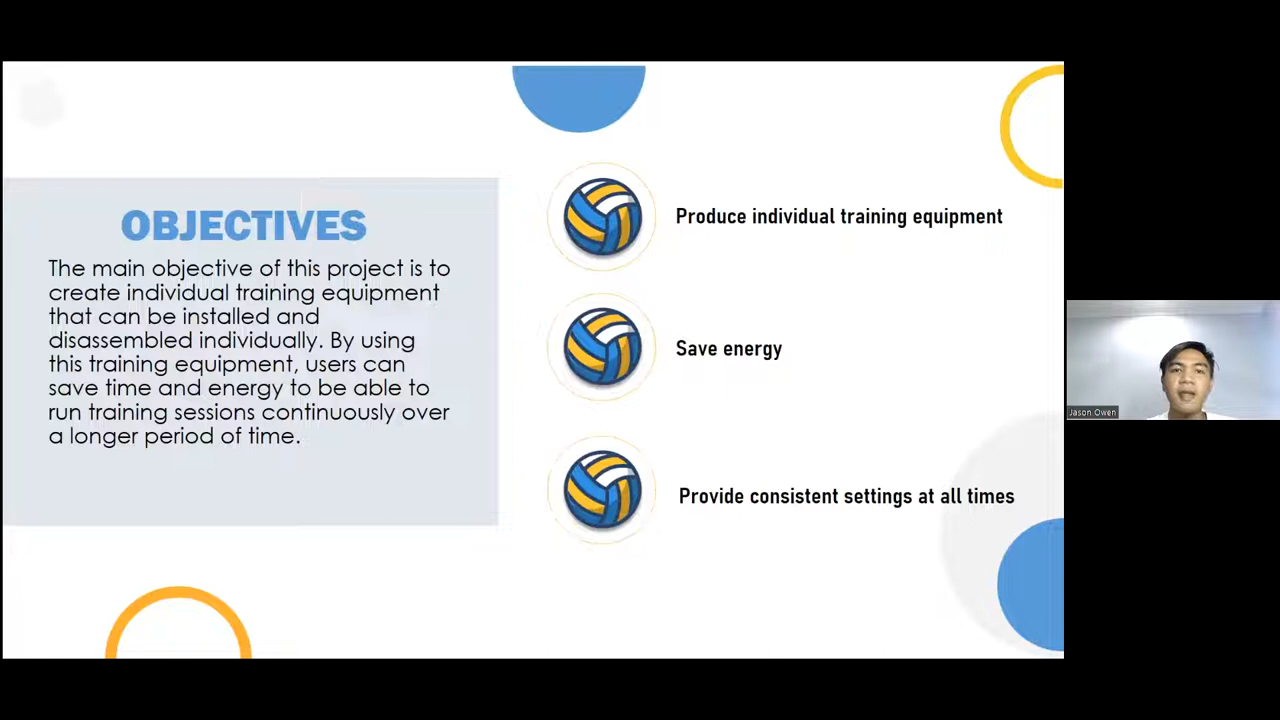 OBJECTIVES
The main objective of this project is to
create individual training equipment
that can be installed and
disassembled individually. By using
this training equipment, users can
save time and energy to be able to
run training sessions continuously over
a longer period of time.
Produce individual training equipment
Save energy
Provide consistent settings at all times
Jason Owen